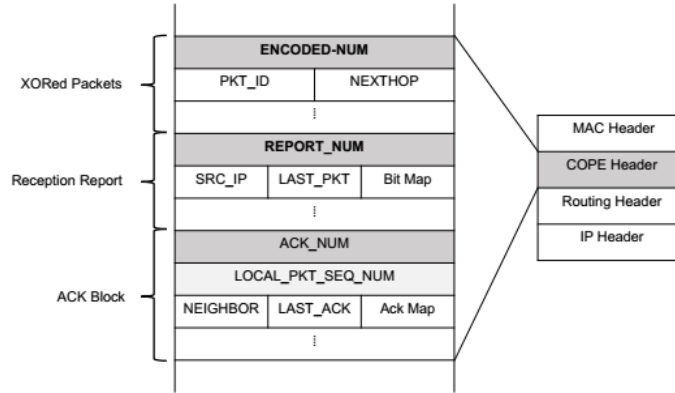 ENCODED-NUM
XORed Packets
PKT_ID NEXTHOP
⋮
REPORT_NUM
Reception Report
SRC_IP LAST_PKT Bit Map
⋮
ACK_NUM
LOCAL_PKT_SEQ_NUM
ACK Block
NEIGHBOR LAST_ACK Ack Map
⋮
MAC Header
COPE Header
Routing Header
IP Header